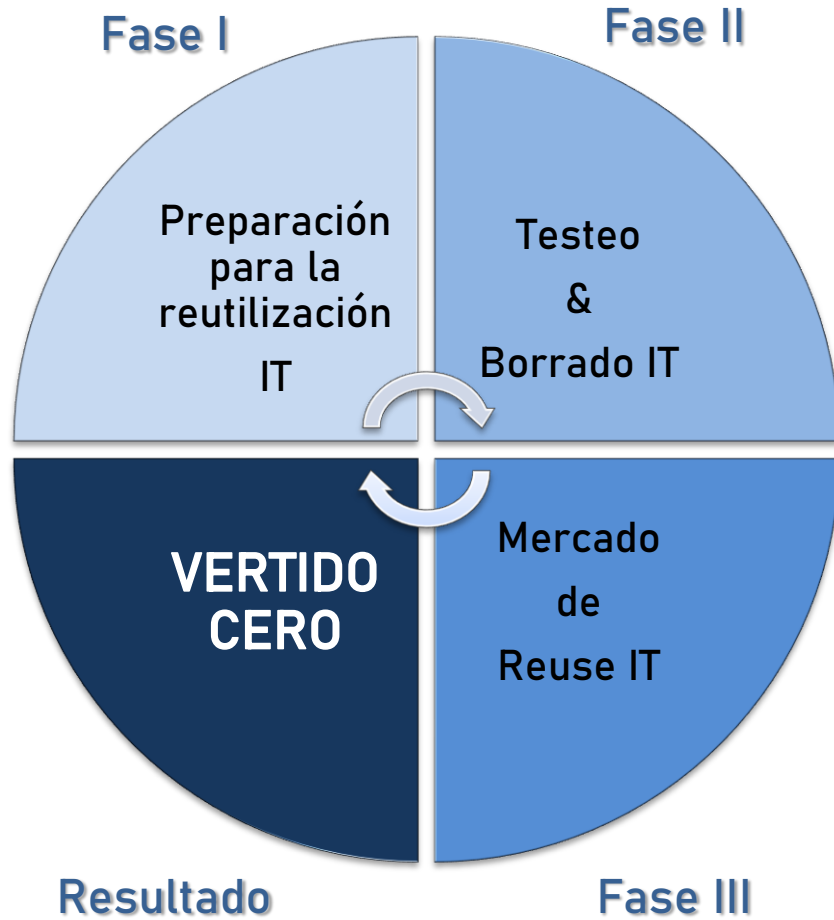 Fase I
Fase II
Preparación
para la
reutilización
IT
Testeo
&
Borrado IT
VERTIDO
CERO
Mercado
de
Reuse IT
Resultado
Fase III